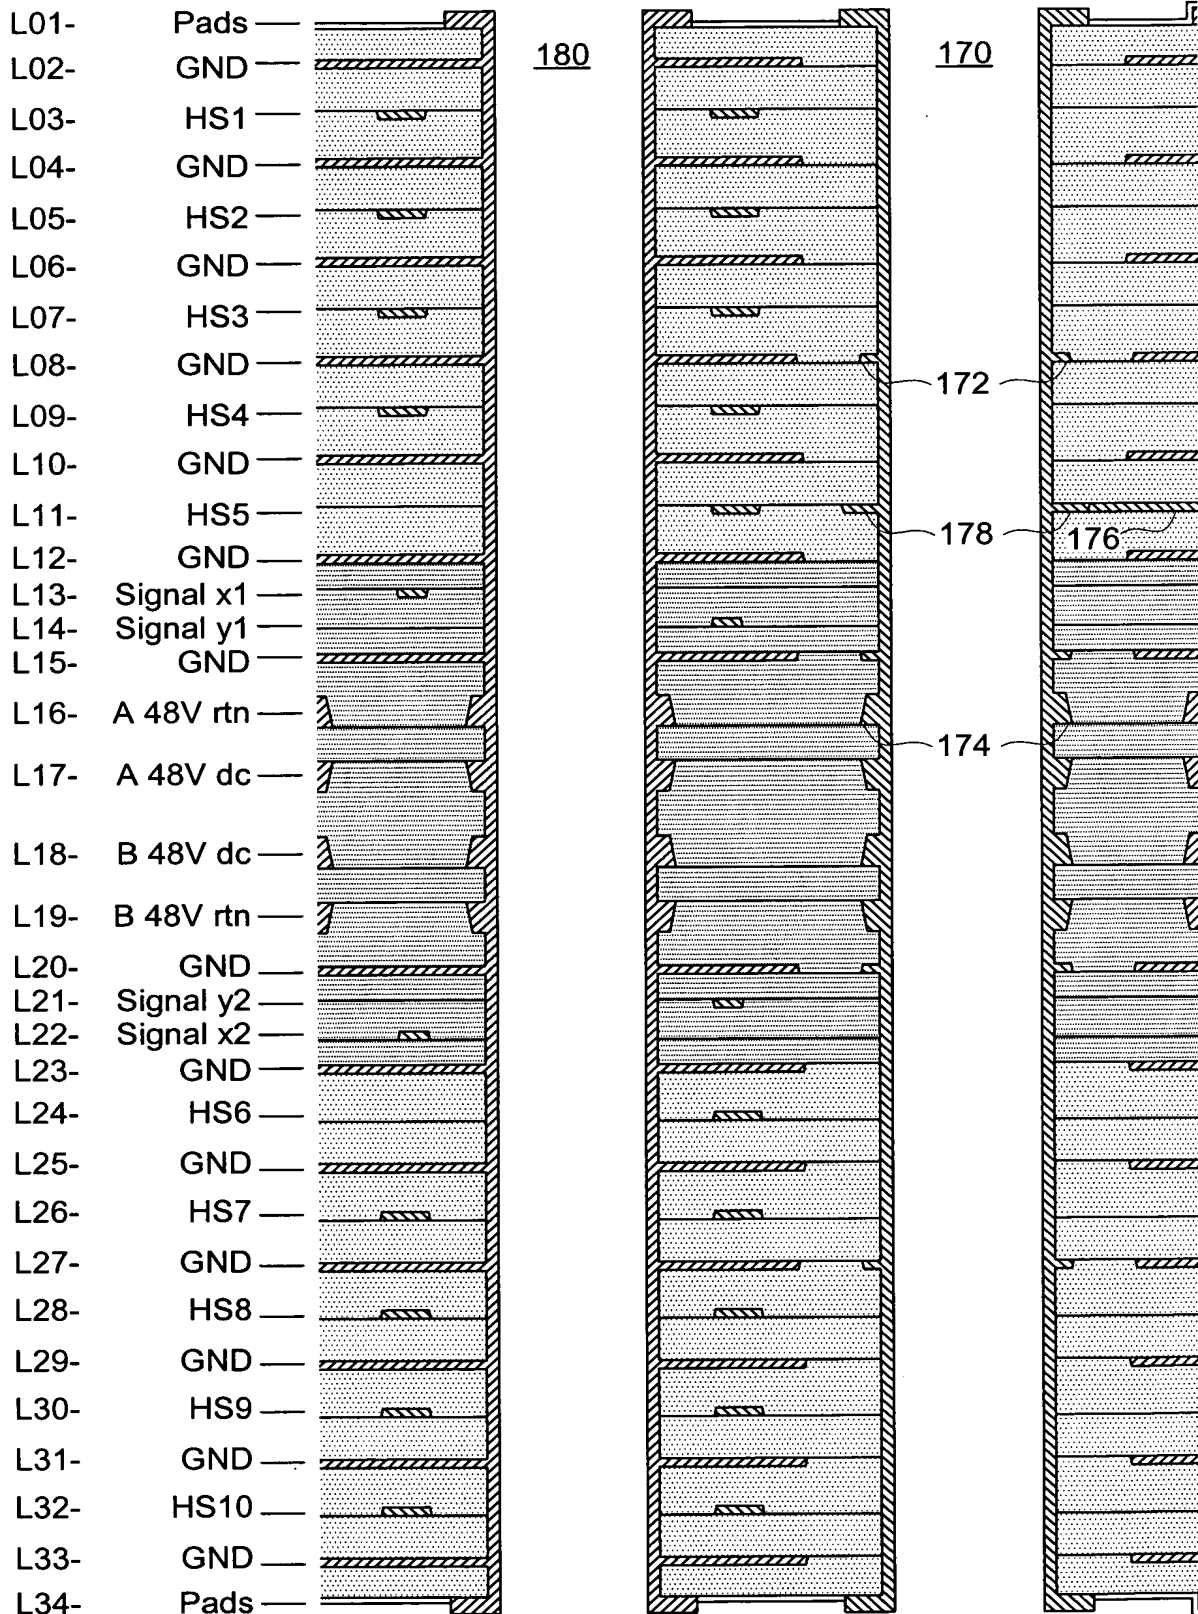 L01- Pads
180
170
L02- GND
L03- HS1
L04- GND
L05- HS2
L06- GND
L07- HS3
L08- GND
172
L09- HS4
L10- GND
L11- HS5
178
176
L12- GND
L13- Signal x1
L14- Signal y1
L15- GND
L16- A 48V rtn
174
L17- A 48V dc
L18- B 48V dc
L19- B 48V rtn
L20- GND
L21- Signal y2
L22- Signal x2
L23- GND
L24- HS6
L25- GND
L26- HS7
L27- GND
L28- HS8
L29- GND
L30- HS9
L31- GND
L32- HS10
L33- GND
L34- Pads